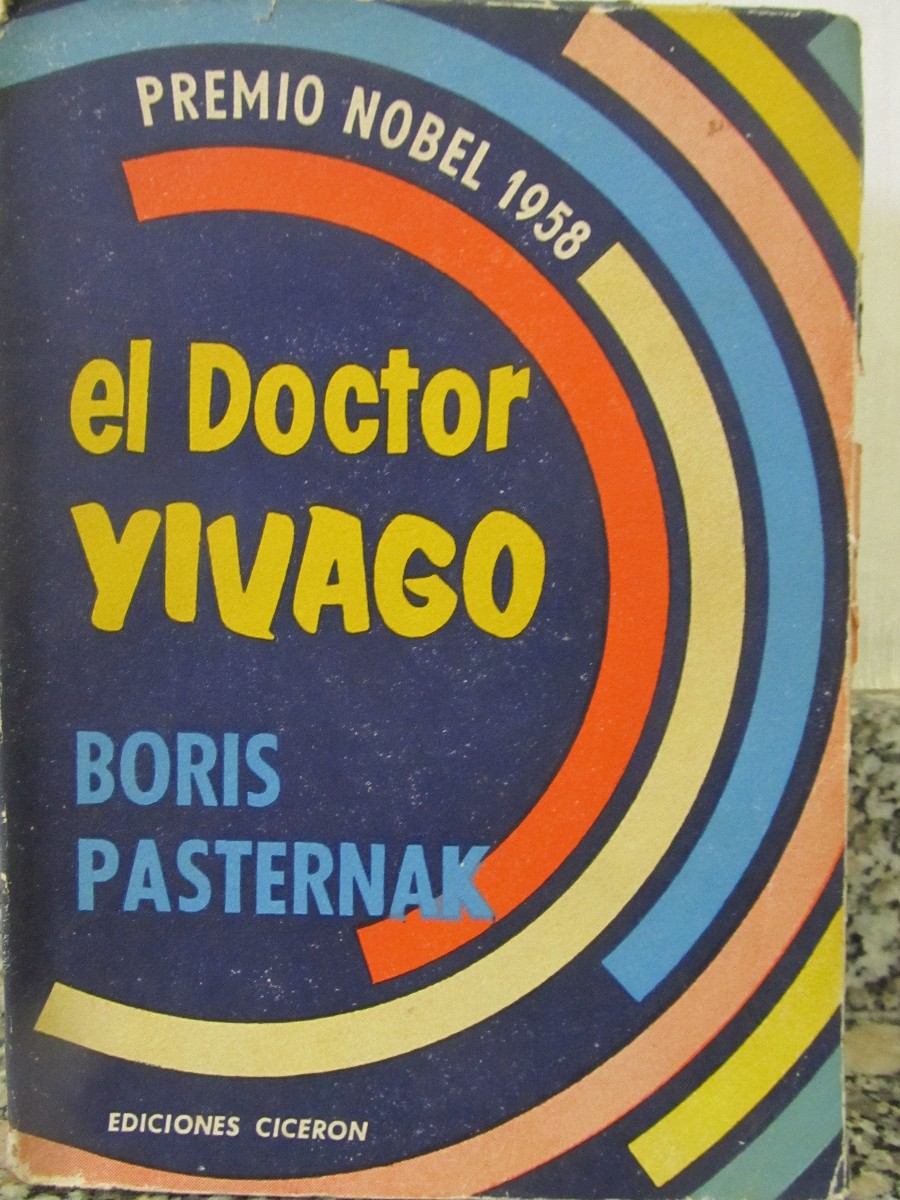 PREMIO NOBEL 1958
el Doctor
YIVAGO
BORIS
PASTERNAK
EDICIONES CICERON